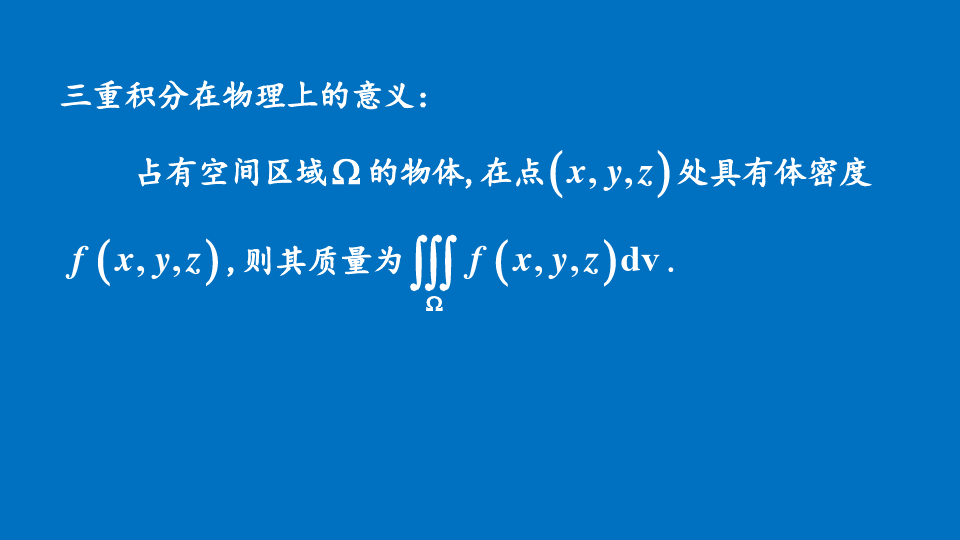 三重积分在物理上的意义:
占有空间区域Ω的物体,在点(x, y,z)处具有体密度
f(x, y,z),则其质量为∭_Ω f(x, y,z)dv.